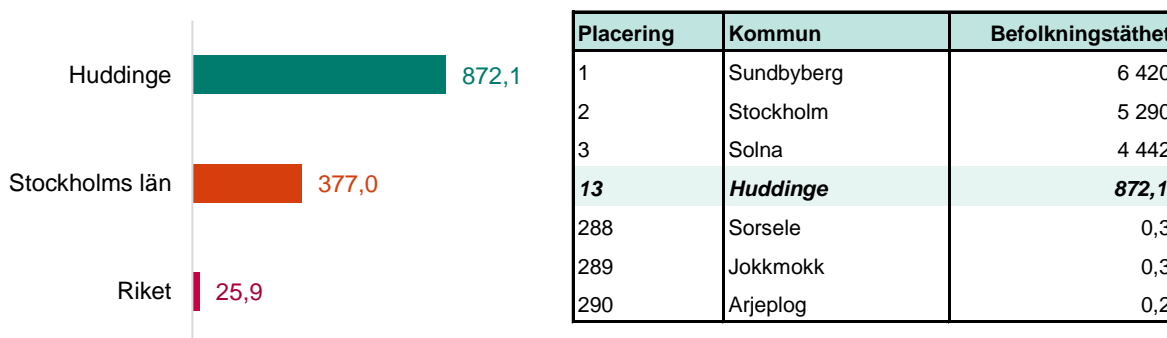 Huddinge 872,1
Stockholms län 377,0
Riket 25,9
Placering Kommun Befolkningstäthet
1 Sundbyberg 6 420
2 Stockholm 5 290
3 Solna 4 442
13 Huddinge 872,1
288 Sorsele 0,3
289 Jokkmokk 0,3
290 Arjeplog 0,2